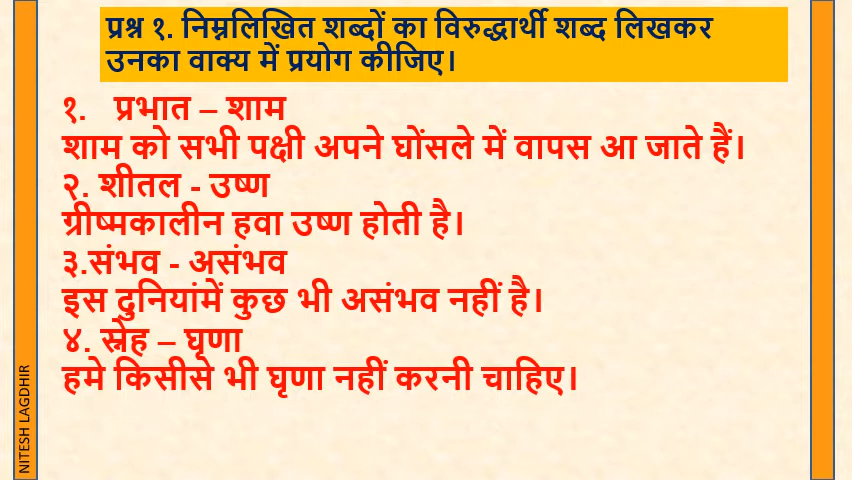 प्रश्न १. निम्नलिखित शब्दों का विरुद्धार्थी शब्द लिखकर
उनका वाक्य में प्रयोग कीजिए।
१. प्रभात – शाम
शाम को सभी पक्षी अपने घोंसले में वापस आ जाते हैं।
२. शीतल - उष्ण
ग्रीष्मकालीन हवा उष्ण होती है।
३.संभव - असंभव
इस दुनियांमें कुछ भी असंभव नहीं है।
४. स्नेह – घृणा
हमे किसीसे भी घृणा नहीं करनी चाहिए।
NITESH LAGDHIR